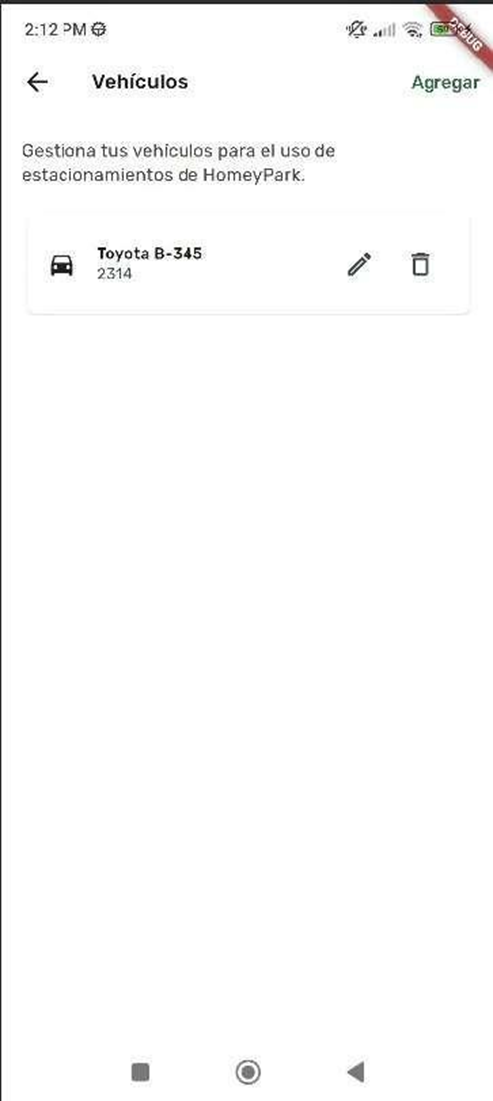 2:12 PM
DEBUG
Vehículos
Agregar
Gestiona tus vehículos para el uso de
estacionamientos de HomeyPark.
Toyota B-345
2314